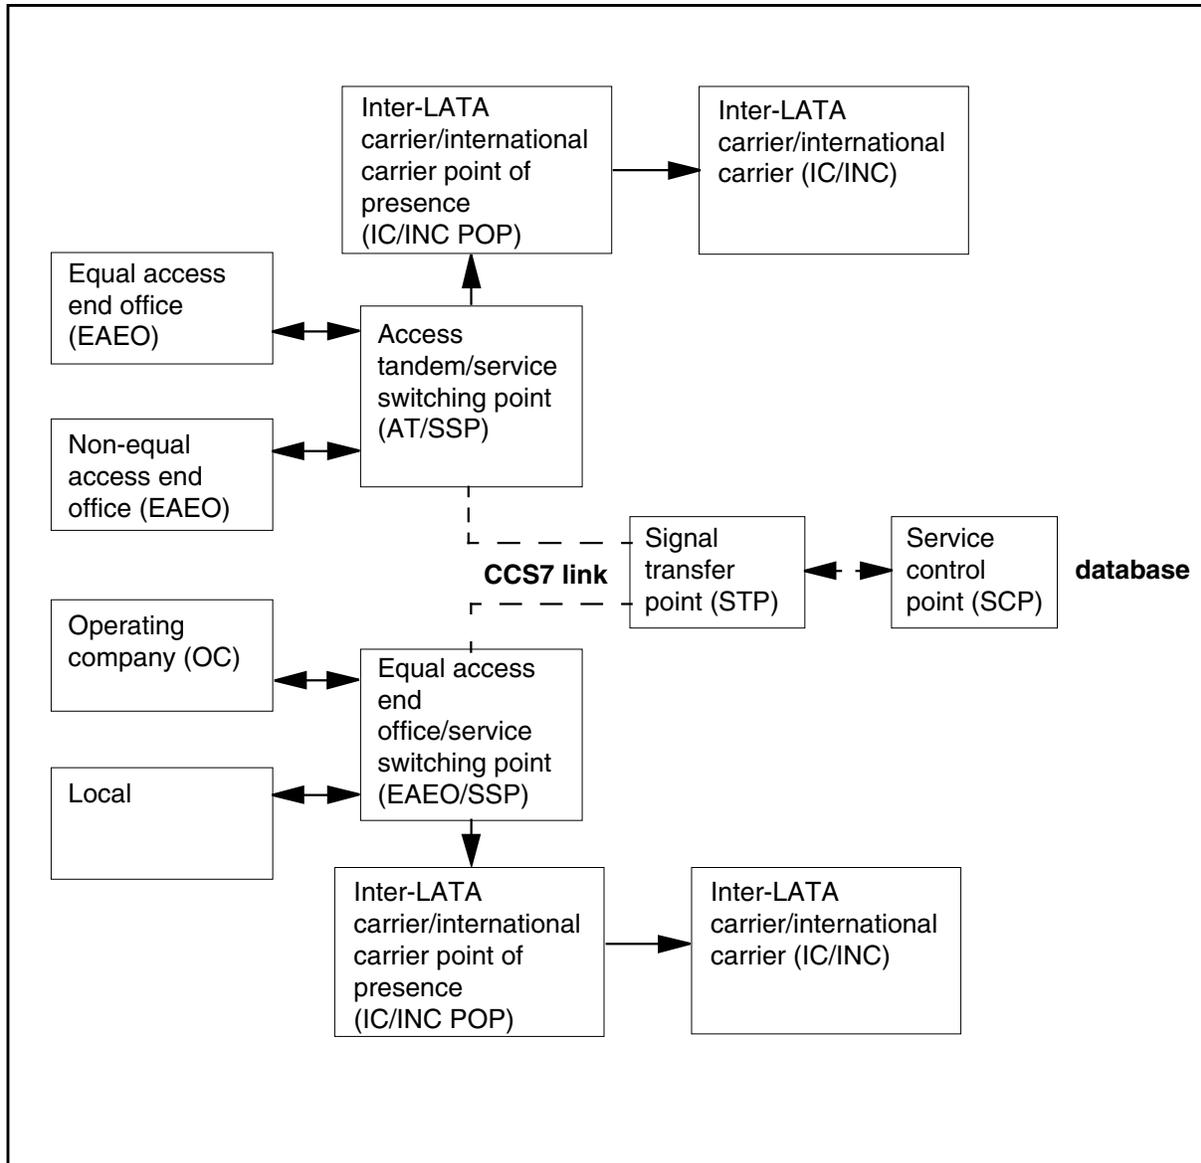 Inter-LATA
carrier/international
carrier point of
presence
(IC/INC POP)
Inter-LATA
carrier/international
carrier (IC/INC)
Equal access
end office
(EAEO)
Access
tandem/service
switching point
(AT/SSP)
Non-equal
access end
office (EAEO)
Signal
transfer
point (STP)
Service
control
point (SCP)
database
CCS7 link
Operating
company (OC)
Equal access
end
office/service
switching point
(EAEO/SSP)
Local
Inter-LATA
carrier/international
carrier point of
presence
(IC/INC POP)
Inter-LATA
carrier/international
carrier (IC/INC)